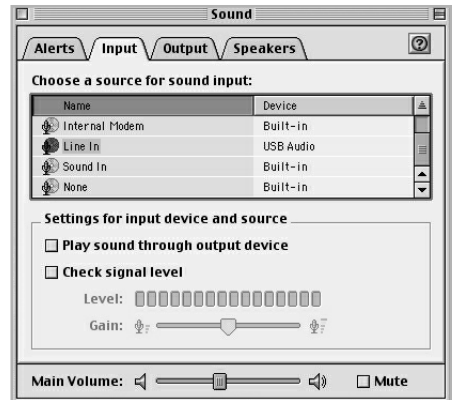 Sound
Alerts Input Output Speakers
Choose a source for sound input:
Name Device
Internal Modem Built-in
Line In USB Audio
Sound In Built-in
None Built-in
Settings for input device and source
Play sound through output device
Check signal level
Level:
Gain:
Main Volume: Mute